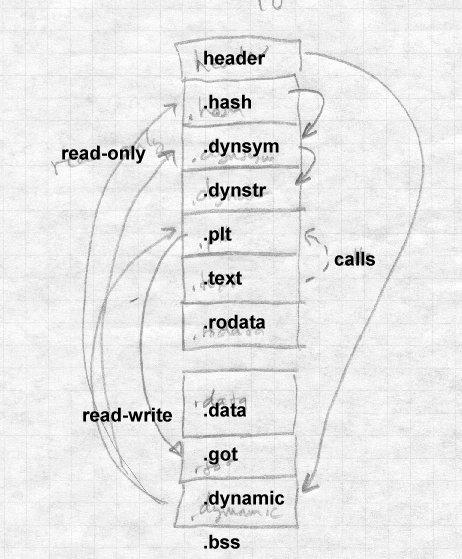 header
.hash
read-only
.dynsym
.dynstr
.plt
calls
.text
.rodata
.data
read-write
.got
.dynamic
.bss